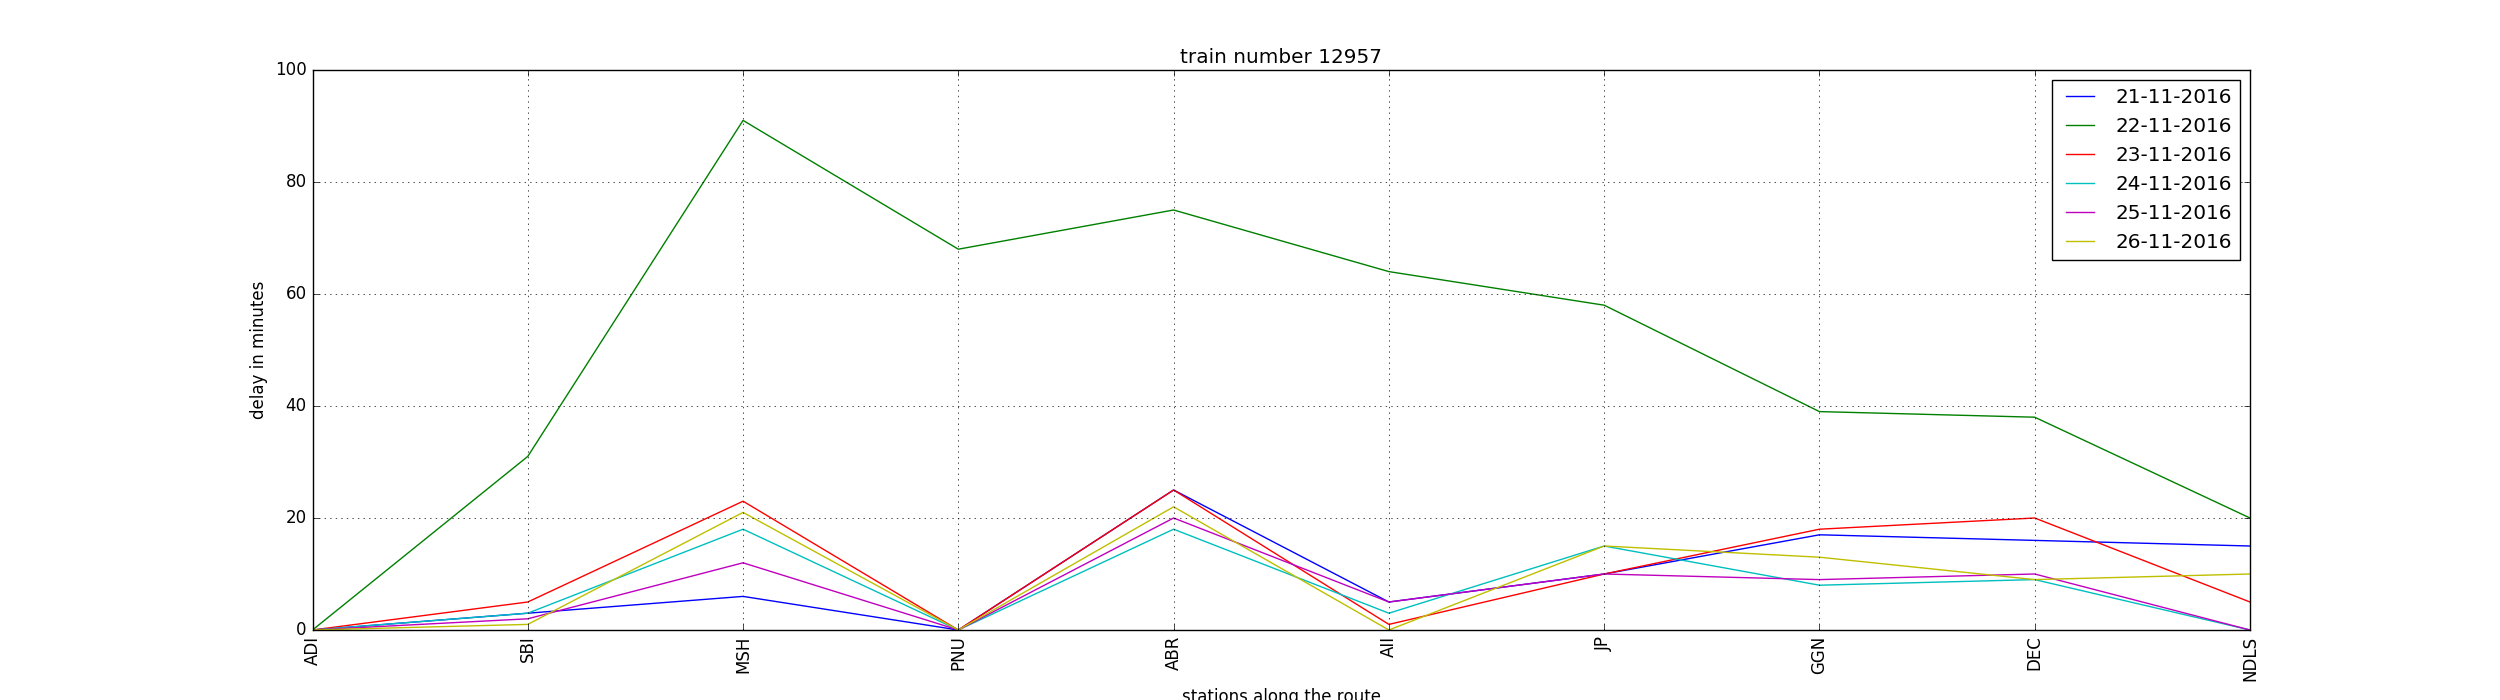 train number 12957
100
80
60
40
20
0
delay in minutes
21-11-2016
22-11-2016
23-11-2016
24-11-2016
25-11-2016
26-11-2016
ADI
SBI
MSH
PNU
ABR
AII
JP
GGN
DEC
NDLS
stations along the route